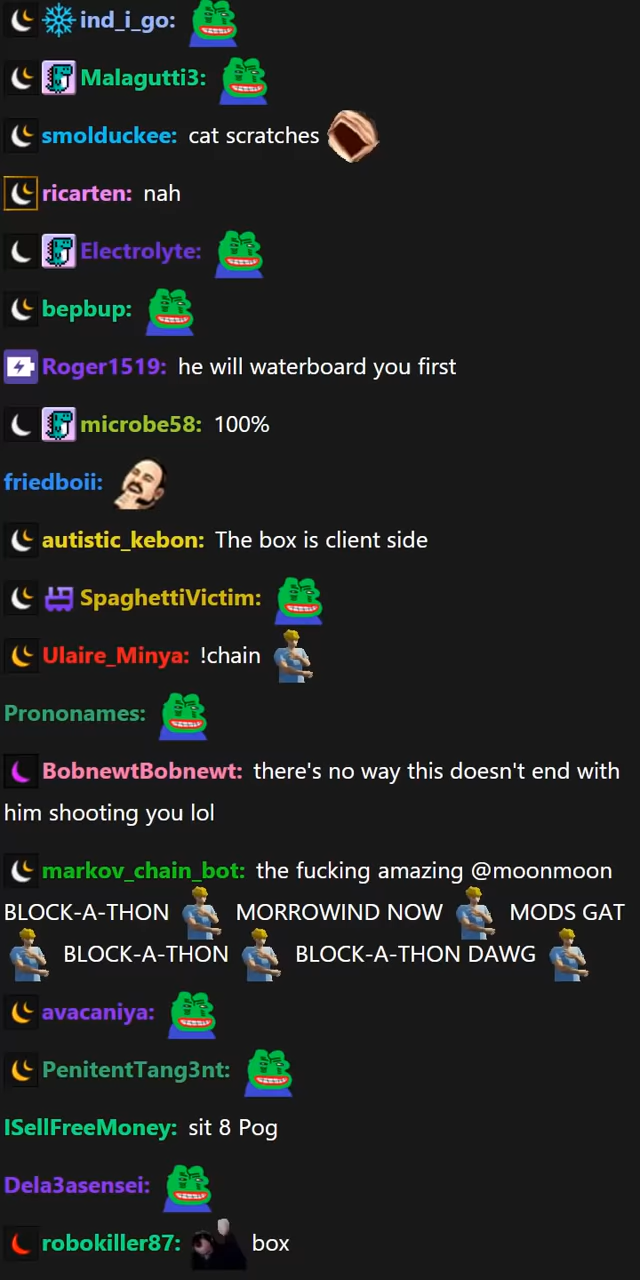 ind_i_go:
Malagutti3:
smolduckee: cat scratches
ricarten: nah
Electrolyte:
bepbup:
Roger1519: he will waterboard you first
microbe58: 100%
friedboii:
autistic_kebon: The box is client side
SpaghettiVictim:
Ulaire_Minya: !chain
Prononames:
BobnewtBobnewt: there's no way this doesn't end with
him shooting you lol
markov_chain_bot: the fucking amazing @moonmoon
BLOCK-A-THON MORROWIND NOW MODS GAT
BLOCK-A-THON BLOCK-A-THON DAWG
avacaniya:
PenitentTang3nt:
ISellFreeMoney: sit 8 Pog
Dela3asensei:
robokiller87: box